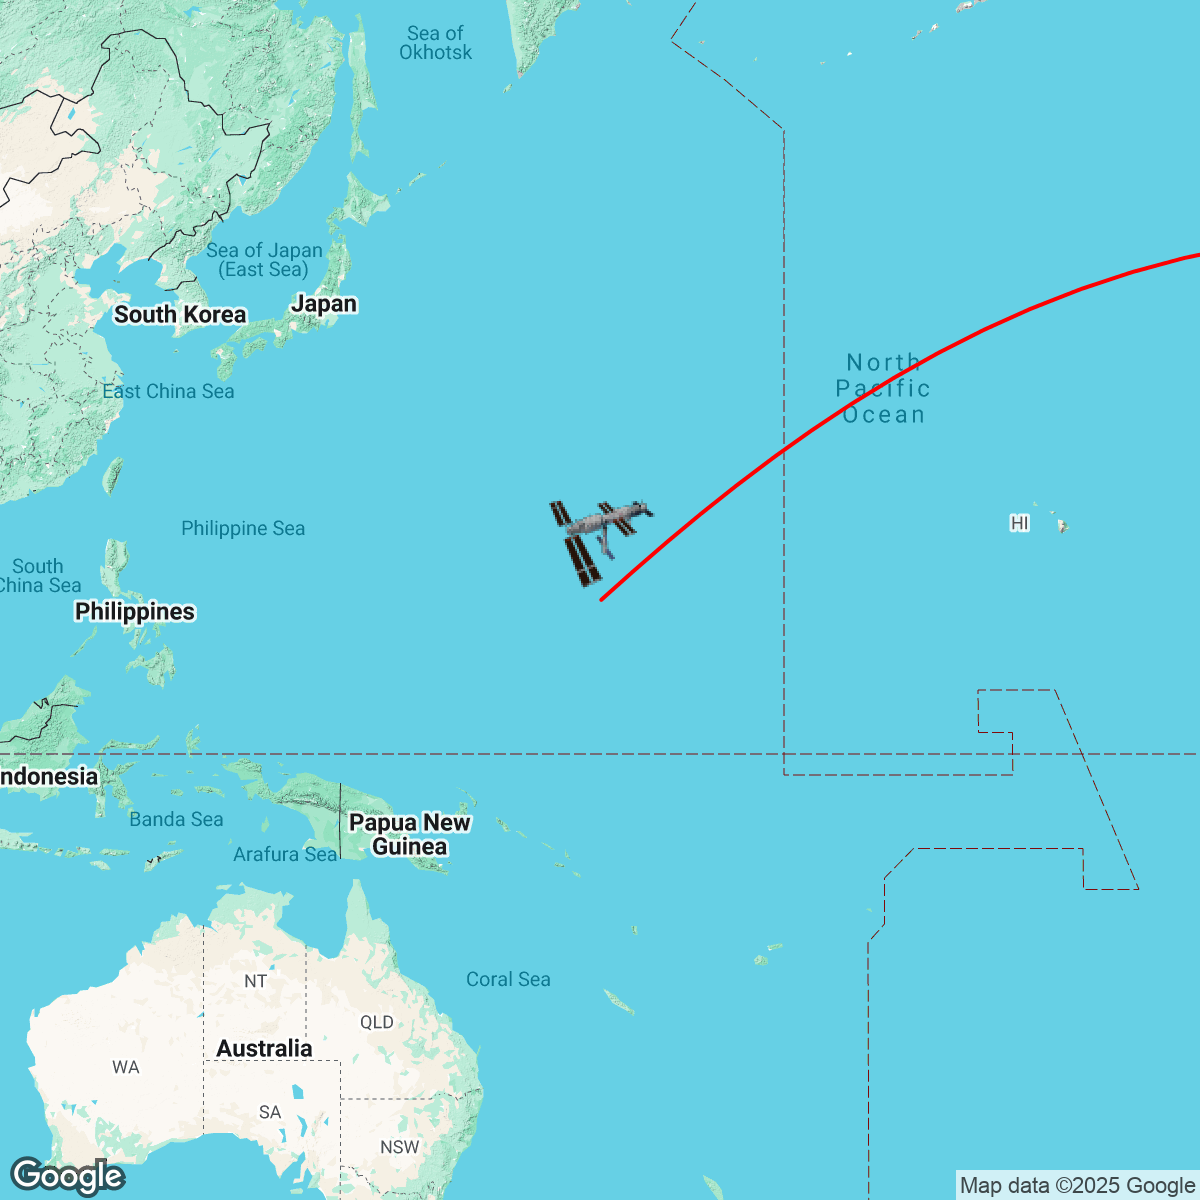 Sea of
Okhotsk
Sea of Japan
(East Sea)
Japan
South Korea
North
Pacific
Ocean
East China Sea
Philippine Sea
HI
South
China Sea
Philippines
ndonesia
Banda Sea
Papua New
Guinea
Arafura Sea
Coral Sea
NT
QLD
Australia
WA
SA
NSW
Google
Map data ©2025 Google